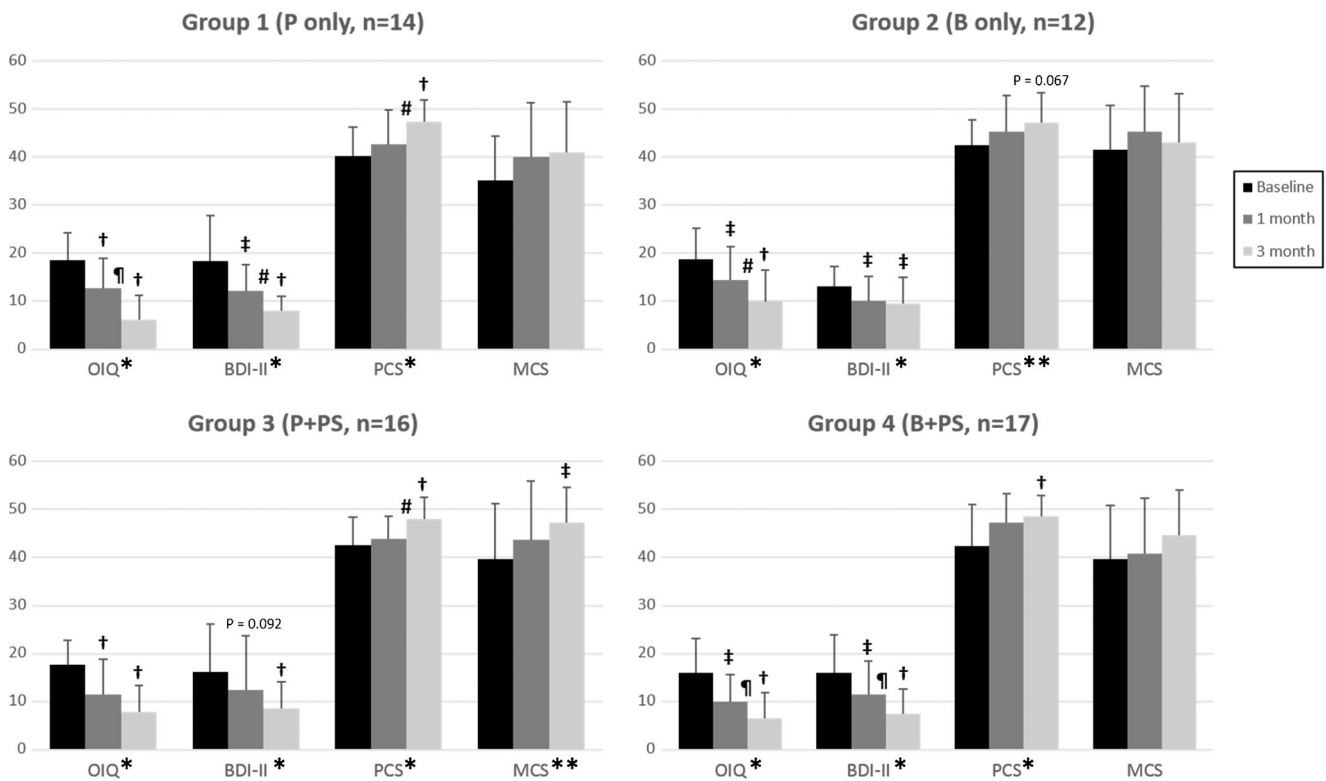 Group 1 (P only, n=14)
60
50
40
30
20
10
0
† ¶ †
‡ # †
# †
OIQ* BDI-II* PCS* MCS
Group 2 (B only, n=12)
60
50
40
30
20
10
0
‡ # †
‡ ‡
P = 0.067
OIQ* BDI-II* PCS** MCS
Baseline
1 month
3 month
Group 3 (P+PS, n=16)
60
50
40
30
20
10
0
† †
P = 0.092
†
# †
‡
OIQ* BDI-II* PCS* MCS**
Group 4 (B+PS, n=17)
60
50
40
30
20
10
0
‡ ¶ †
‡ ¶ †
†
OIQ* BDI-II* PCS* MCS